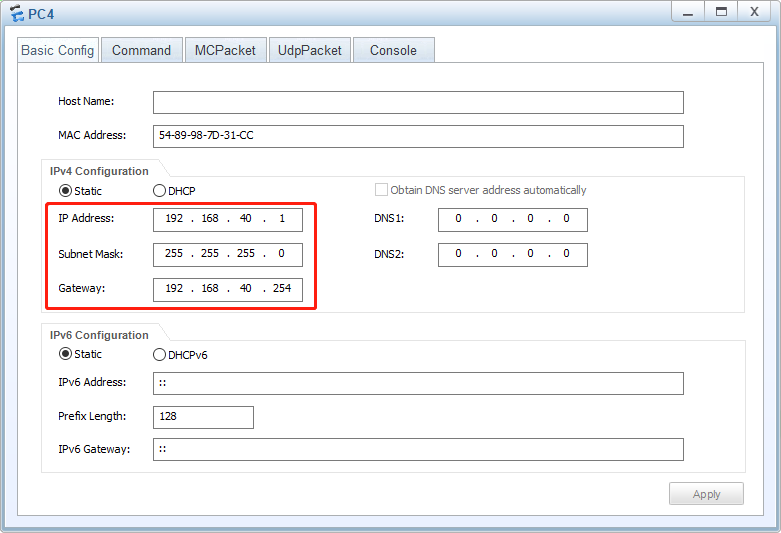 PC4
Basic Config Command MCPacket UdpPacket Console
Host Name:
MAC Address: 54-89-98-7D-31-CC
IPv4 Configuration
Static DHCP Obtain DNS server address automatically
IP Address: 192 . 168 . 40 . 1 DNS1: 0 . 0 . 0 . 0
Subnet Mask: 255 . 255 . 255 . 0 DNS2: 0 . 0 . 0 . 0
Gateway: 192 . 168 . 40 . 254
IPv6 Configuration
Static DHCPv6
IPv6 Address: ::
Prefix Length: 128
IPv6 Gateway: ::
Apply